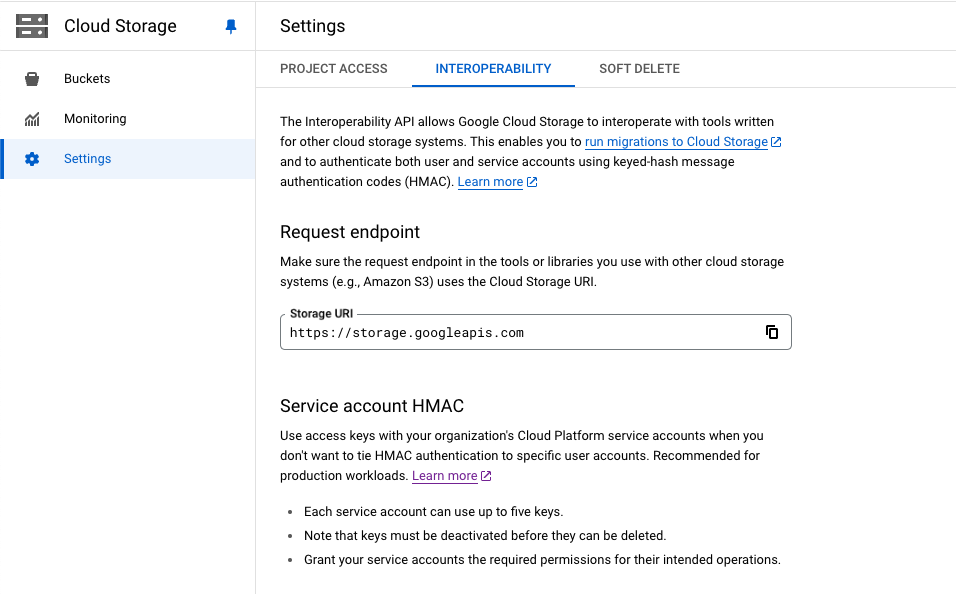 Cloud Storage
Settings
Buckets
Monitoring
Settings
PROJECT ACCESS
INTEROPERABILITY
SOFT DELETE
The Interoperability API allows Google Cloud Storage to interoperate with tools written
for other cloud storage systems. This enables you to run migrations to Cloud Storage
and to authenticate both user and service accounts using keyed-hash message
authentication codes (HMAC). Learn more
Request endpoint
Make sure the request endpoint in the tools or libraries you use with other cloud storage
systems (e.g., Amazon S3) uses the Cloud Storage URI.
Storage URI
https://storage.googleapis.com
Service account HMAC
Use access keys with your organization's Cloud Platform service accounts when you
don't want to tie HMAC authentication to specific user accounts. Recommended for
production workloads. Learn more
• Each service account can use up to five keys.
• Note that keys must be deactivated before they can be deleted.
• Grant your service accounts the required permissions for their intended operations.